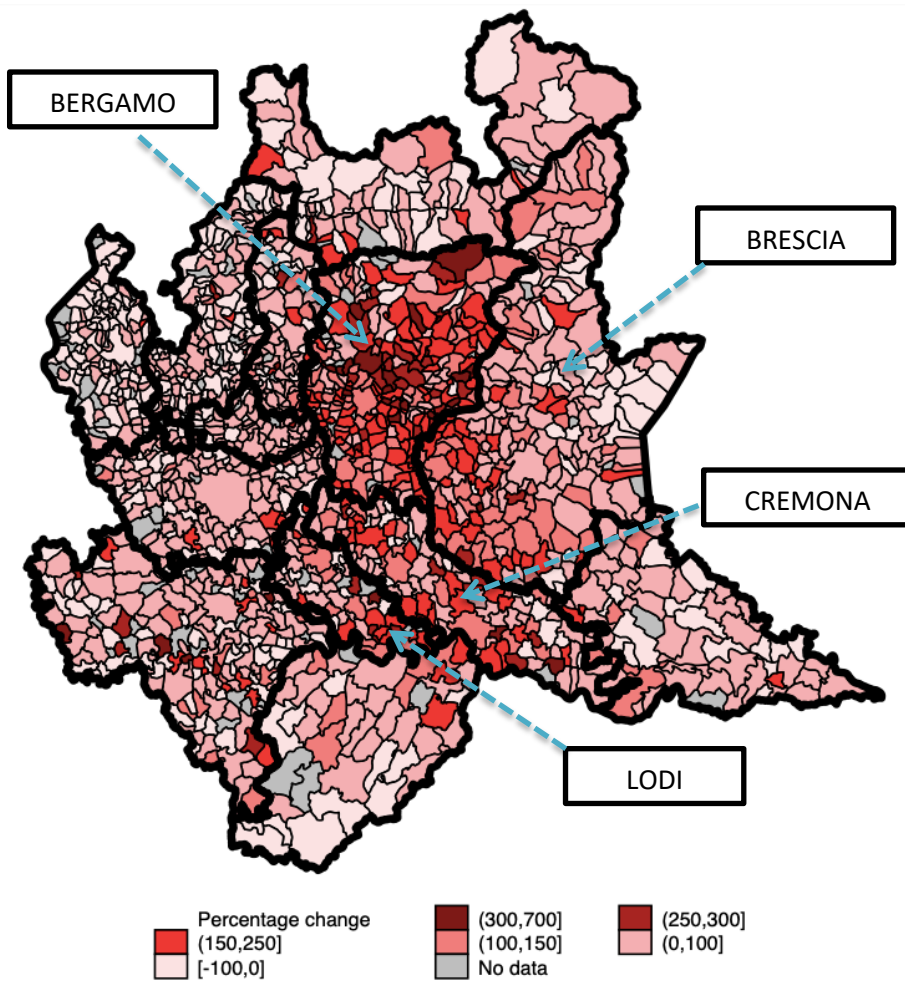 BERGAMO
BRESCIA
CREMONA
LODI
Percentage change
(300,700]
(250,300]
(150,250]
(100,150]
(0,100]
[-100,0]
No data